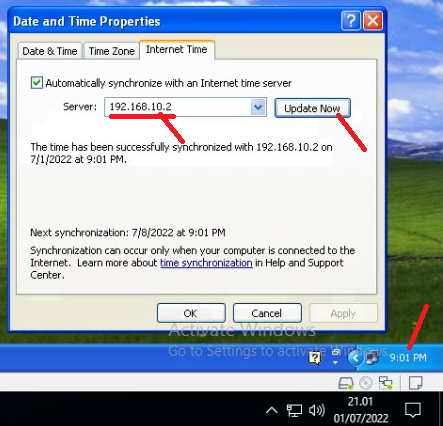 Date and Time Properties
Date & Time
Time Zone
Internet Time
Automatically synchronize with an Internet time server
Server: 192.168.10.2 Update Now
The time has been successfully synchronized with 192.168.10.2 on
7/1/2022 at 9:01 PM.
Next synchronization: 7/8/2022 at 9:01 PM
Synchronization can occur only when your computer is connected to the
Internet. Learn more about time synchronization in Help and Support
Center.
OK Cancel Apply
Activate Windows
Go to Settings to activate Windows.
9:01 PM
21.01
01/07/2022